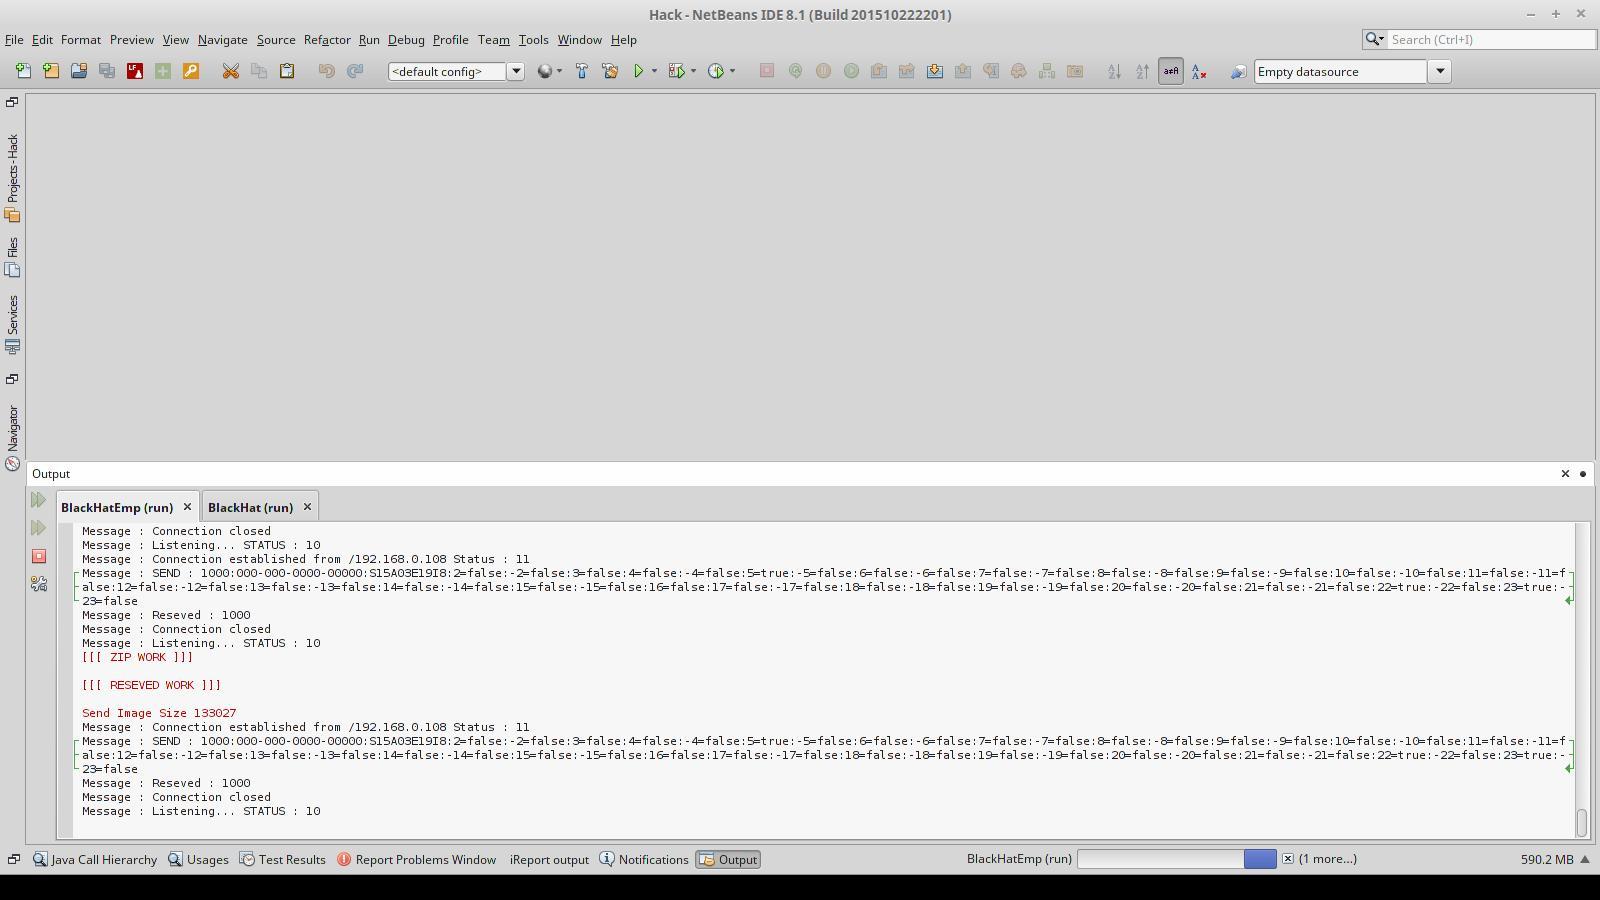 Hack - NetBeans IDE 8.1 (Build 201510222201)
File Edit Format Preview View Navigate Source Refactor Run Debug Profile Team Tools Window Help
Search (Ctrl+I)
<default config>
Empty datasource
Projects - Hack
Files
Services
Navigator
Output
BlackHatEmp (run)
BlackHat (run)
Message : Connection closed
Message : Listening... STATUS : 10
Message : Connection established from /192.168.0.108 Status : 11
Message : SEND : 1000:000-000-0000-00000:S15A03E19I8:2=false:-2=false:3=false:4=false:-4=false:5=true:-5=false:6=false:-6=false:7=false:-7=false:8=false:-8=false:9=false:-9=false:10=false:-10=false:11=false:-11=f
alse:12=false:-12=false:13=false:-13=false:14=false:-14=false:15=false:-15=false:16=false:17=false:-17=false:18=false:-18=false:19=false:-19=false:20=false:-20=false:21=false:-21=false:22=true:-22=false:23=true:-
23=false
Message : Reseved : 1000
Message : Connection closed
Message : Listening... STATUS : 10
[[[ ZIP WORK ]]]
[[[ RESEVED WORK ]]]
Send Image Size 133027
Message : Connection established from /192.168.0.108 Status : 11
Message : SEND : 1000:000-000-0000-00000:S15A03E19I8:2=false:-2=false:3=false:4=false:-4=false:5=true:-5=false:6=false:-6=false:7=false:-7=false:8=false:-8=false:9=false:-9=false:10=false:-10=false:11=false:-11=f
alse:12=false:-12=false:13=false:-13=false:14=false:-14=false:15=false:-15=false:16=false:17=false:-17=false:18=false:-18=false:19=false:-19=false:20=false:-20=false:21=false:-21=false:22=true:-22=false:23=true:-
23=false
Message : Reseved : 1000
Message : Connection closed
Message : Listening... STATUS : 10
Java Call Hierarchy Usages Test Results Report Problems Window iReport output Notifications Output BlackHatEmp (run) (1 more...) 590.2 MB